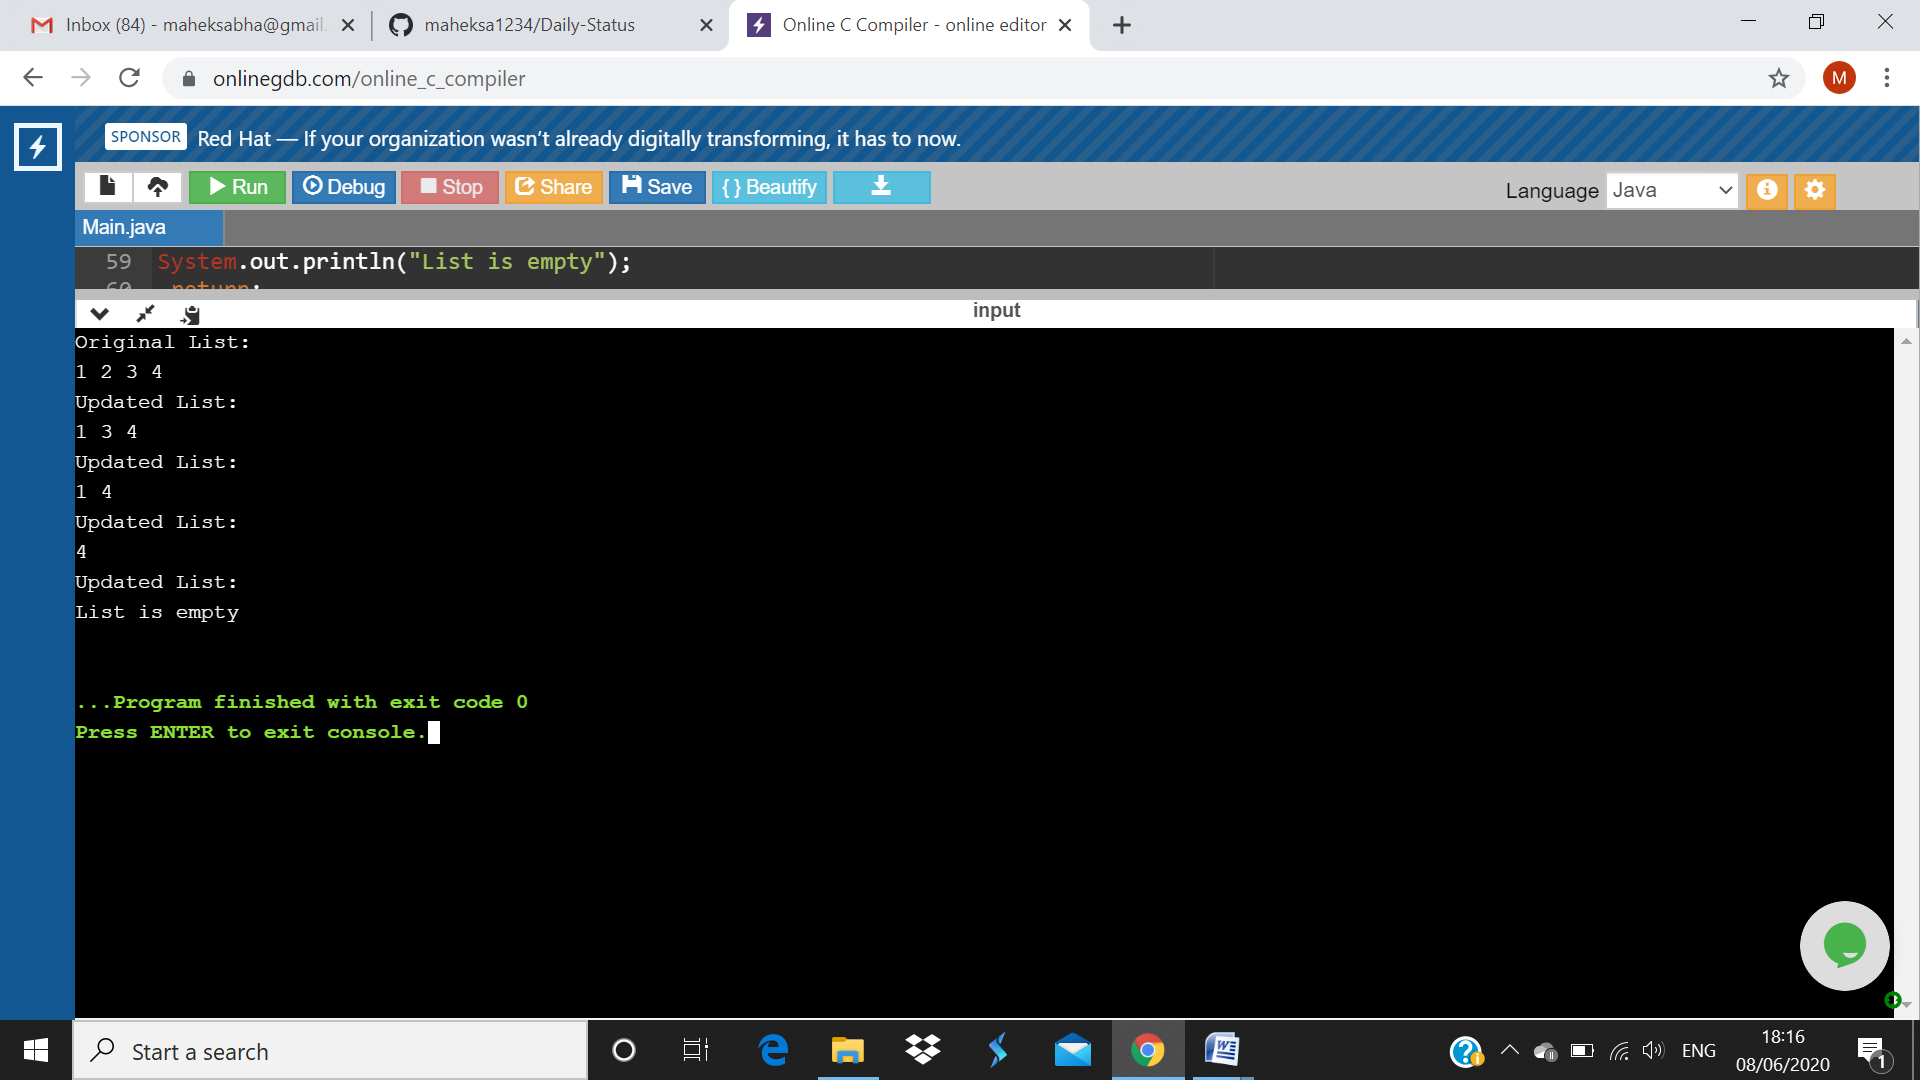 Inbox (84) - maheksabha@gmail.
maheksa1234/Daily-Status
Online C Compiler - online editor
onlinegdb.com/online_c_compiler
M
SPONSOR Red Hat — If your organization wasn't already digitally transforming, it has to now.
Run Debug Stop Share Save { } Beautify
Language Java
Main.java
59 System.out.println("List is empty");
60 return;
input
Original List:
1 2 3 4
Updated List:
1 3 4
Updated List:
1 4
Updated List:
4
Updated List:
List is empty
...Program finished with exit code 0
Press ENTER to exit console.
Start a search
ENG
18:16
08/06/2020
1